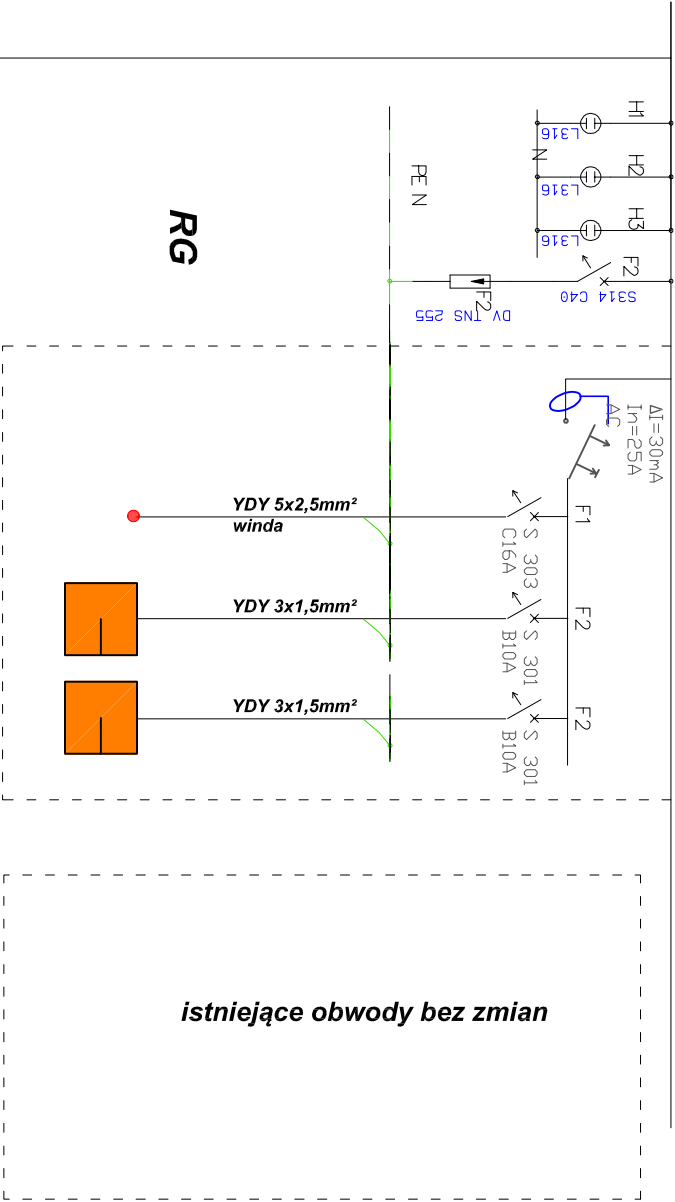 H1
L316
N
H2
L316
H3
L316
PE N
RG
F2
S314 C40
F2
DV TNS 255
ΔI=30mA
In=25A
AC
F1
S 303
C16A
YDY 5x2,5mm²
winda
F2
S 301
B10A
YDY 3x1,5mm²
F2
S 301
B10A
YDY 3x1,5mm²
istniejące obwody bez zmian